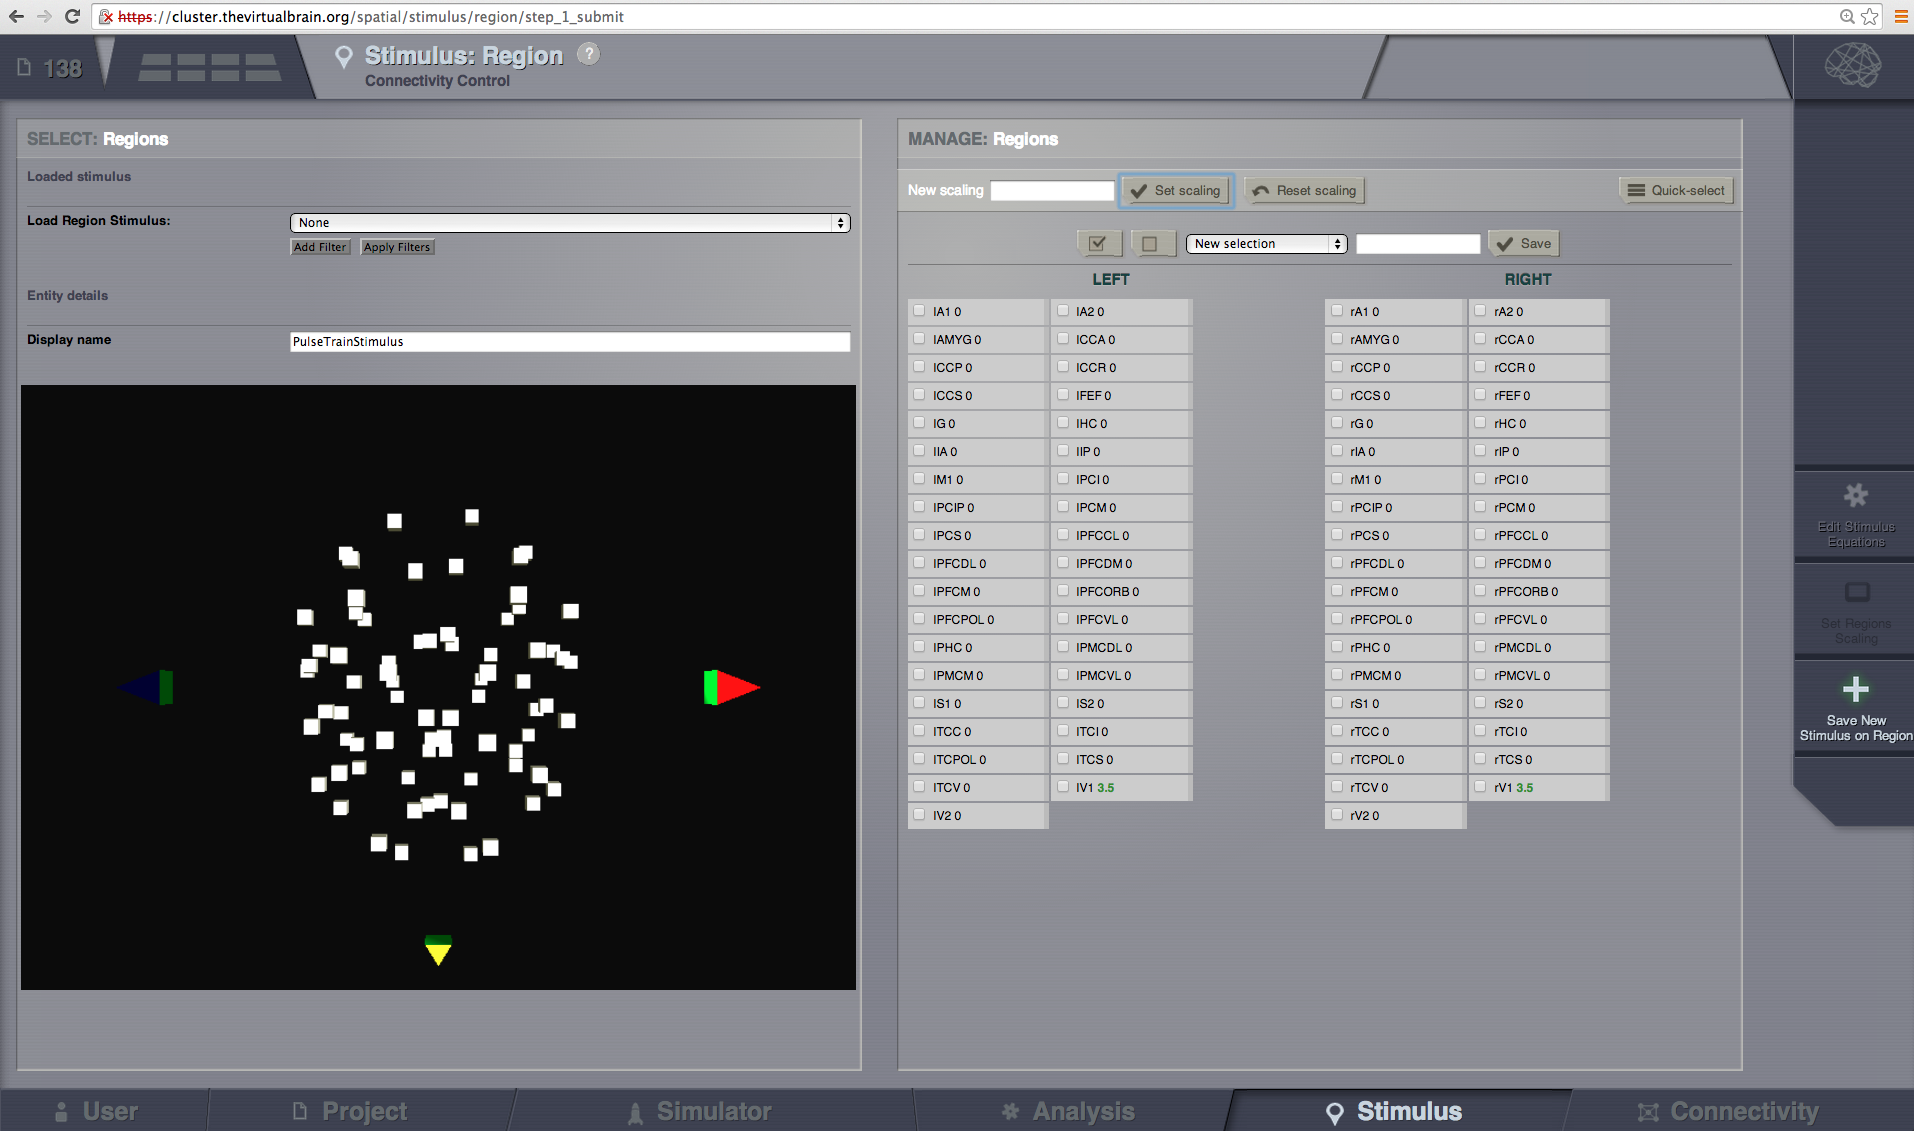 https://cluster.thevirtualbrain.org/spatial/stimulus/region/step_1_submit
138
Stimulus: Region ?
Connectivity Control
SELECT: Regions
Loaded stimulus
Load Region Stimulus: None
Add Filter Apply Filters
Entity details
Display name PulseTrainStimulus
MANAGE: Regions
New scaling Set scaling Reset scaling Quick-select
New selection Save
LEFT RIGHT
lA1 0 lA2 0 rA1 0 rA2 0
lAMYG 0 lCCA 0 rAMYG 0 rCCA 0
lCCP 0 lCCR 0 rCCP 0 rCCR 0
lCCS 0 lFEF 0 rCCS 0 rFEF 0
lG 0 lHC 0 rG 0 rHC 0
lIA 0 lIP 0 rIA 0 rIP 0
lM1 0 lPCI 0 rM1 0 rPCI 0
lPCIP 0 lPCM 0 rPCIP 0 rPCM 0
lPCS 0 lPFCCL 0 rPCS 0 rPFCCL 0
lPFCDL 0 lPFCDM 0 rPFCDL 0 rPFCDM 0
lPFCM 0 lPFCORB 0 rPFCM 0 rPFCORB 0
lPFCPOL 0 lPFCVL 0 rPFCPOL 0 rPFCVL 0
lPHC 0 lPMCDL 0 rPHC 0 rPMCDL 0
lPMCM 0 lPMCVL 0 rPMCM 0 rPMCVL 0
lS1 0 lS2 0 rS1 0 rS2 0
lTCC 0 lTCI 0 rTCC 0 rTCI 0
lTCPOL 0 lTCS 0 rTCPOL 0 rTCS 0
lTCV 0 lV1 3.5 rTCV 0 rV1 3.5
lV2 0 rV2 0
Edit Stimulus
Equations
Set Regions
Scaling
Save New
Stimulus on Region
User Project Simulator Analysis Stimulus Connectivity